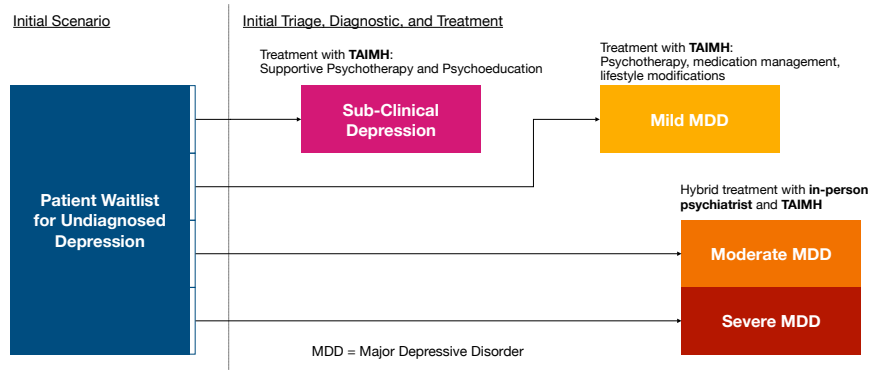 Initial Scenario
Initial Triage, Diagnostic, and Treatment
Treatment with TAIMH:
Supportive Psychotherapy and Psychoeducation
Treatment with TAIMH:
Psychotherapy, medication management,
lifestyle modifications
Sub-Clinical
Depression
Mild MDD
Patient Waitlist
for Undiagnosed
Depression
Hybrid treatment with in-person
psychiatrist and TAIMH
Moderate MDD
Severe MDD
MDD = Major Depressive Disorder